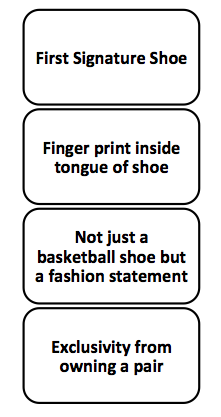 First Signature Shoe
Finger print inside
tongue of shoe
Not just a
basketball shoe but
a fashion statement
Exclusivity from
owning a pair